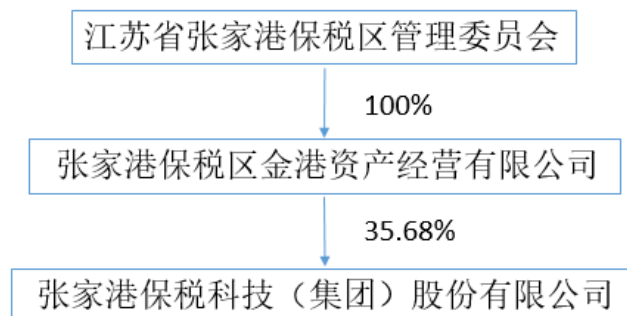 江苏省张家港保税区管理委员会
100%
张家港保税区金港资产经营有限公司
35.68%
张家港保税科技（集团）股份有限公司